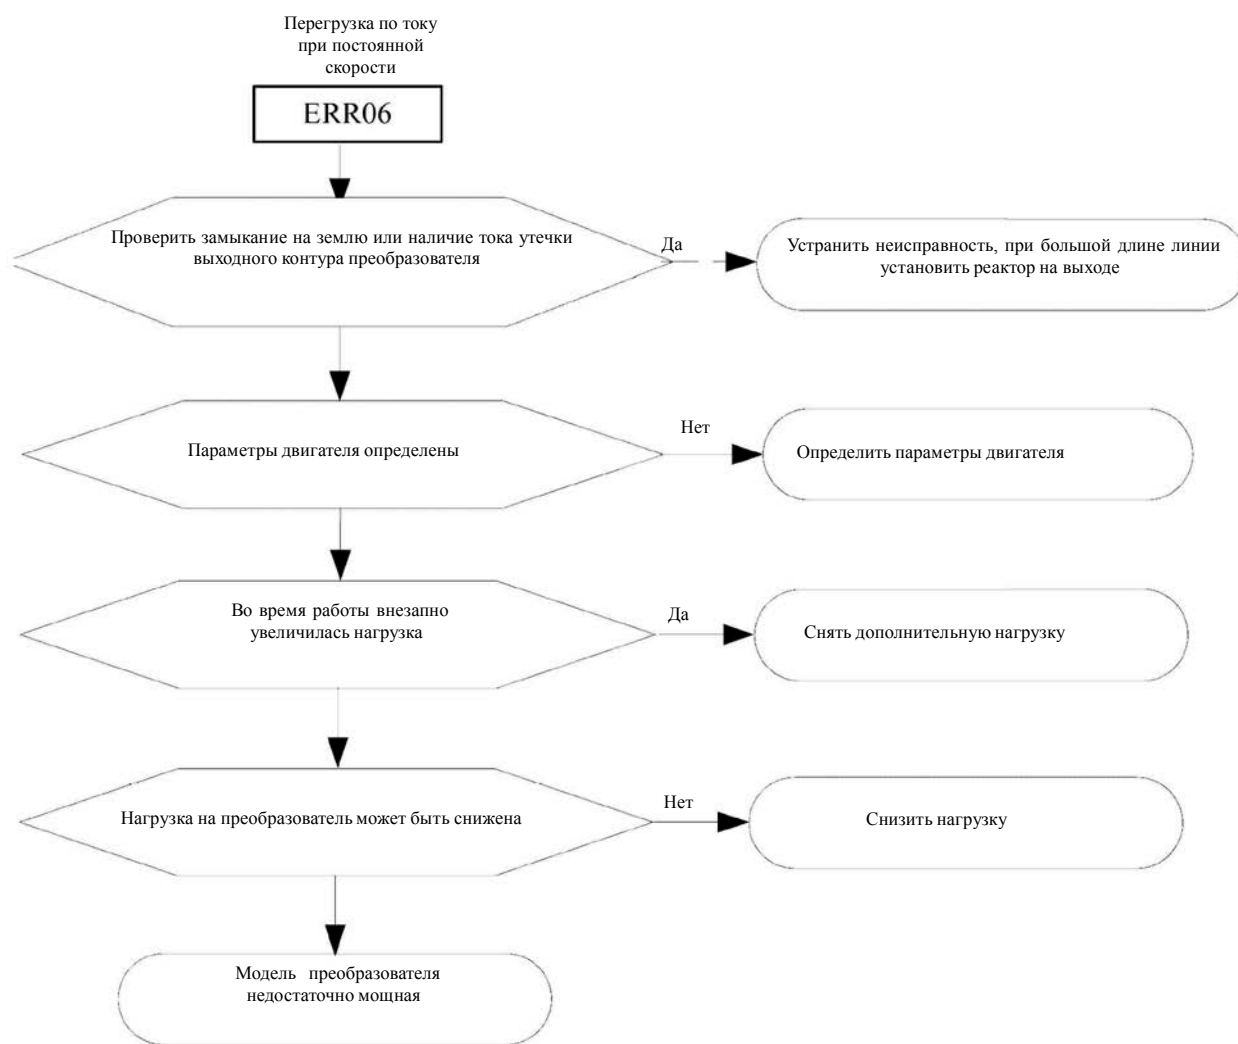 Перегрузка по току
при постоянной
скорости
ERR06
Проверить замыкание на землю или наличие тока утечки
выходного контура преобразователя
Да
Устранить неисправность, при большой длине линии
установить реактор на выходе
Параметры двигателя определены
Нет
Определить параметры двигателя
Во время работы внезапно
увеличилась нагрузка
Да
Снять дополнительную нагрузку
Нагрузка на преобразователь может быть снижена
Нет
Снизить нагрузку
Модель преобразователя
недостаточно мощная